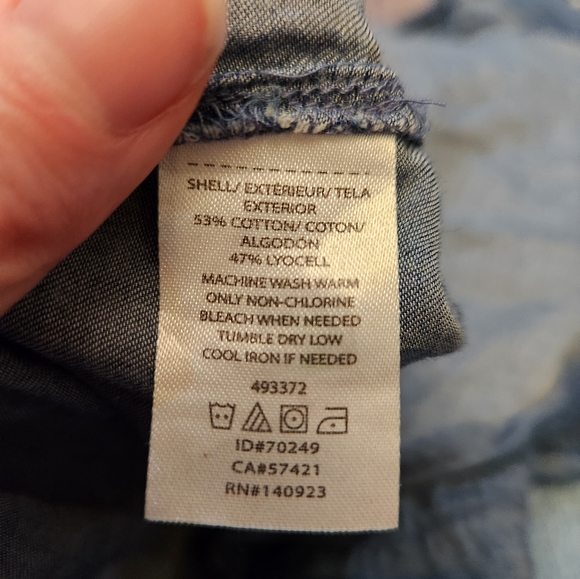 SHELL/ EXTÉRIEUR/ TELA
EXTERIOR
53% COTTON/ COTON/
ALGODÓN
47% LYOCELL
MACHINE WASH WARM
ONLY NON-CHLORINE
BLEACH WHEN NEEDED
TUMBLE DRY LOW
COOL IRON IF NEEDED
493372
ID#70249
CA#57421
RN#140923